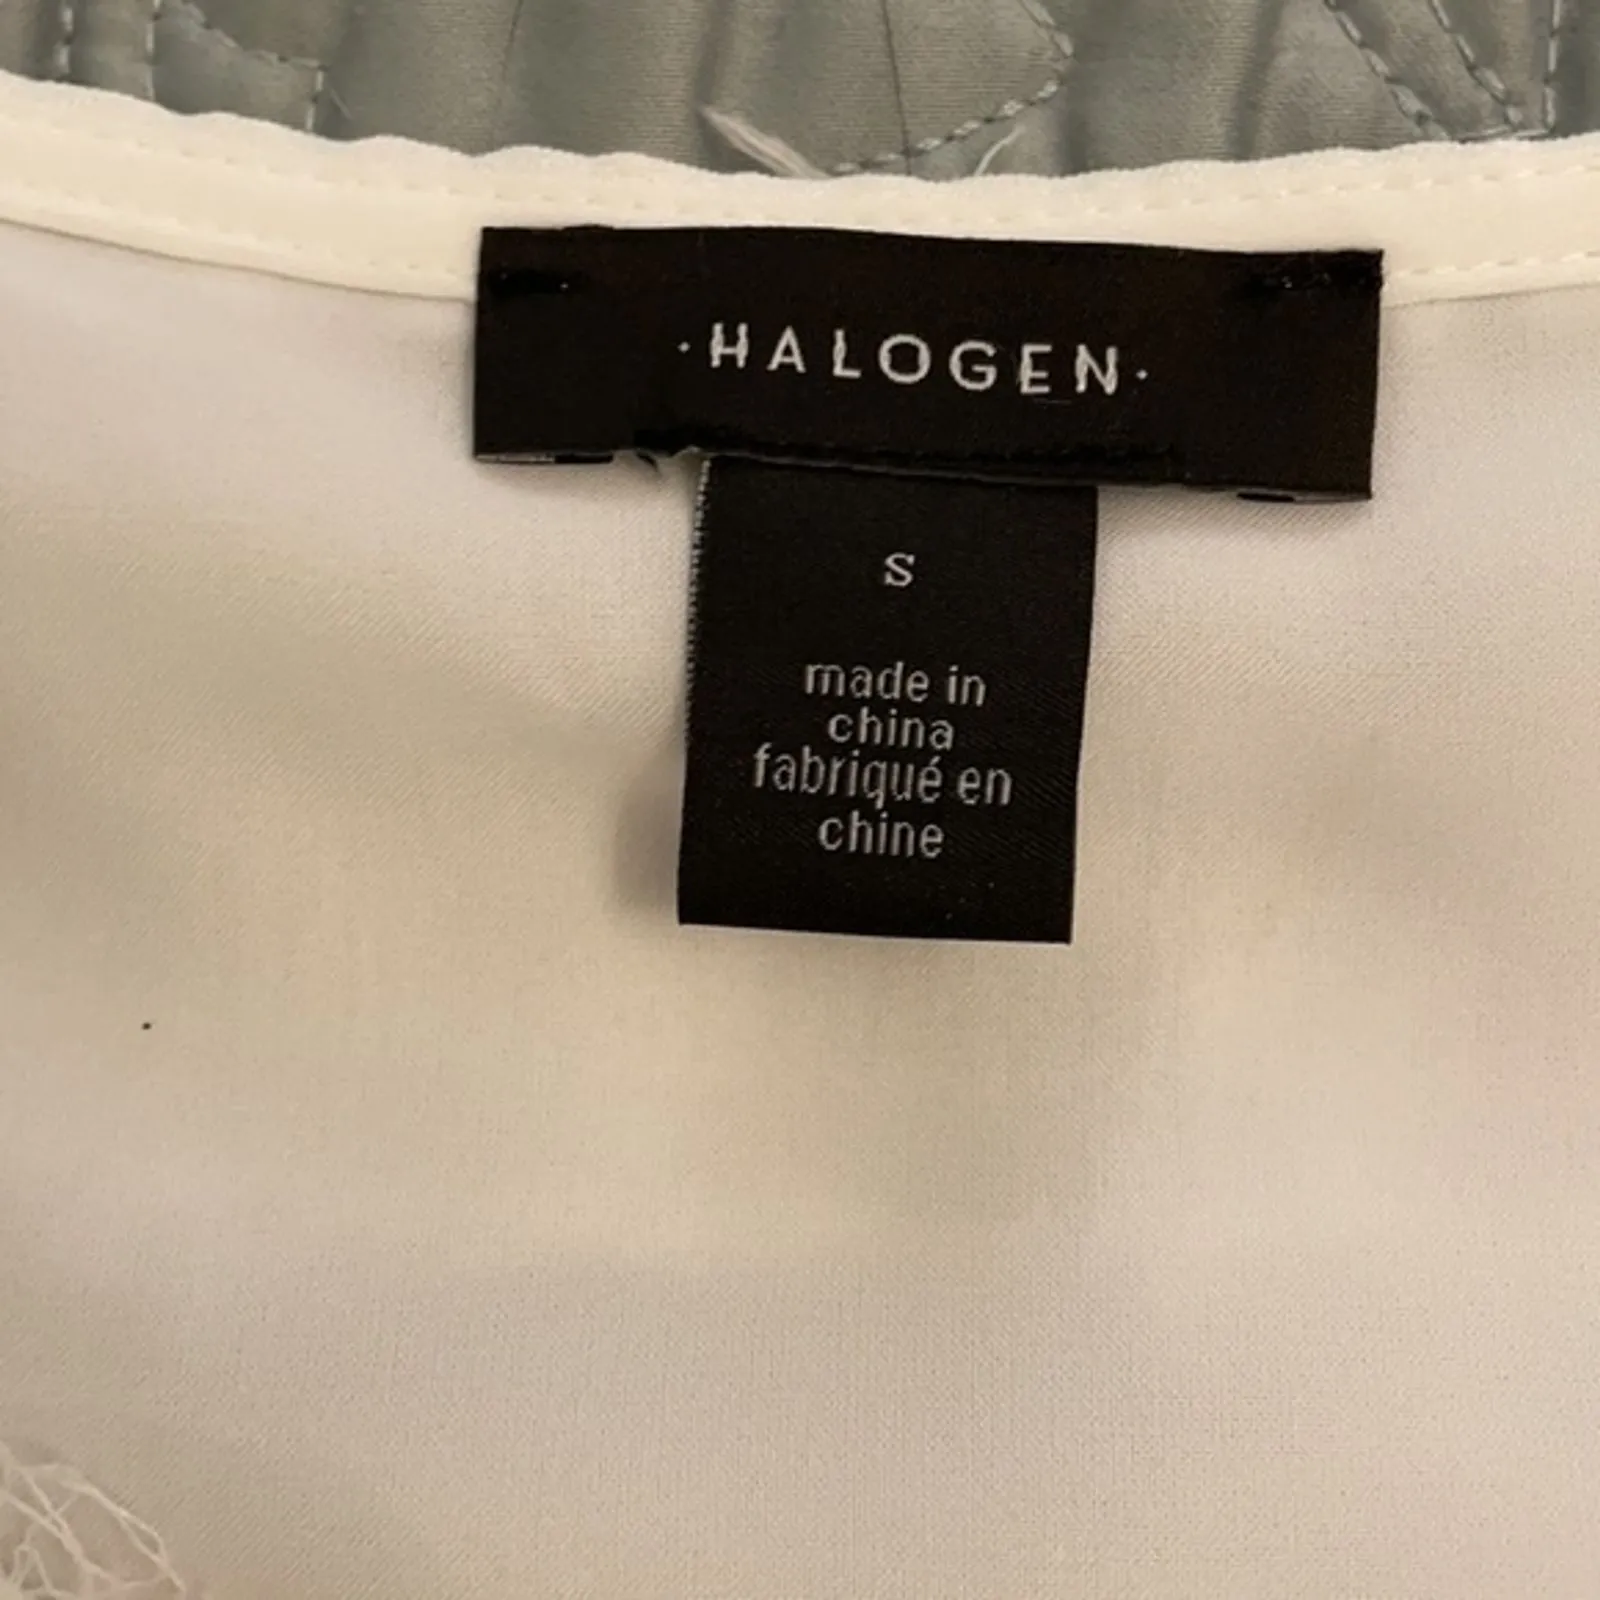 ·HALOGEN·
S
made in
china
fabriqué en
chine